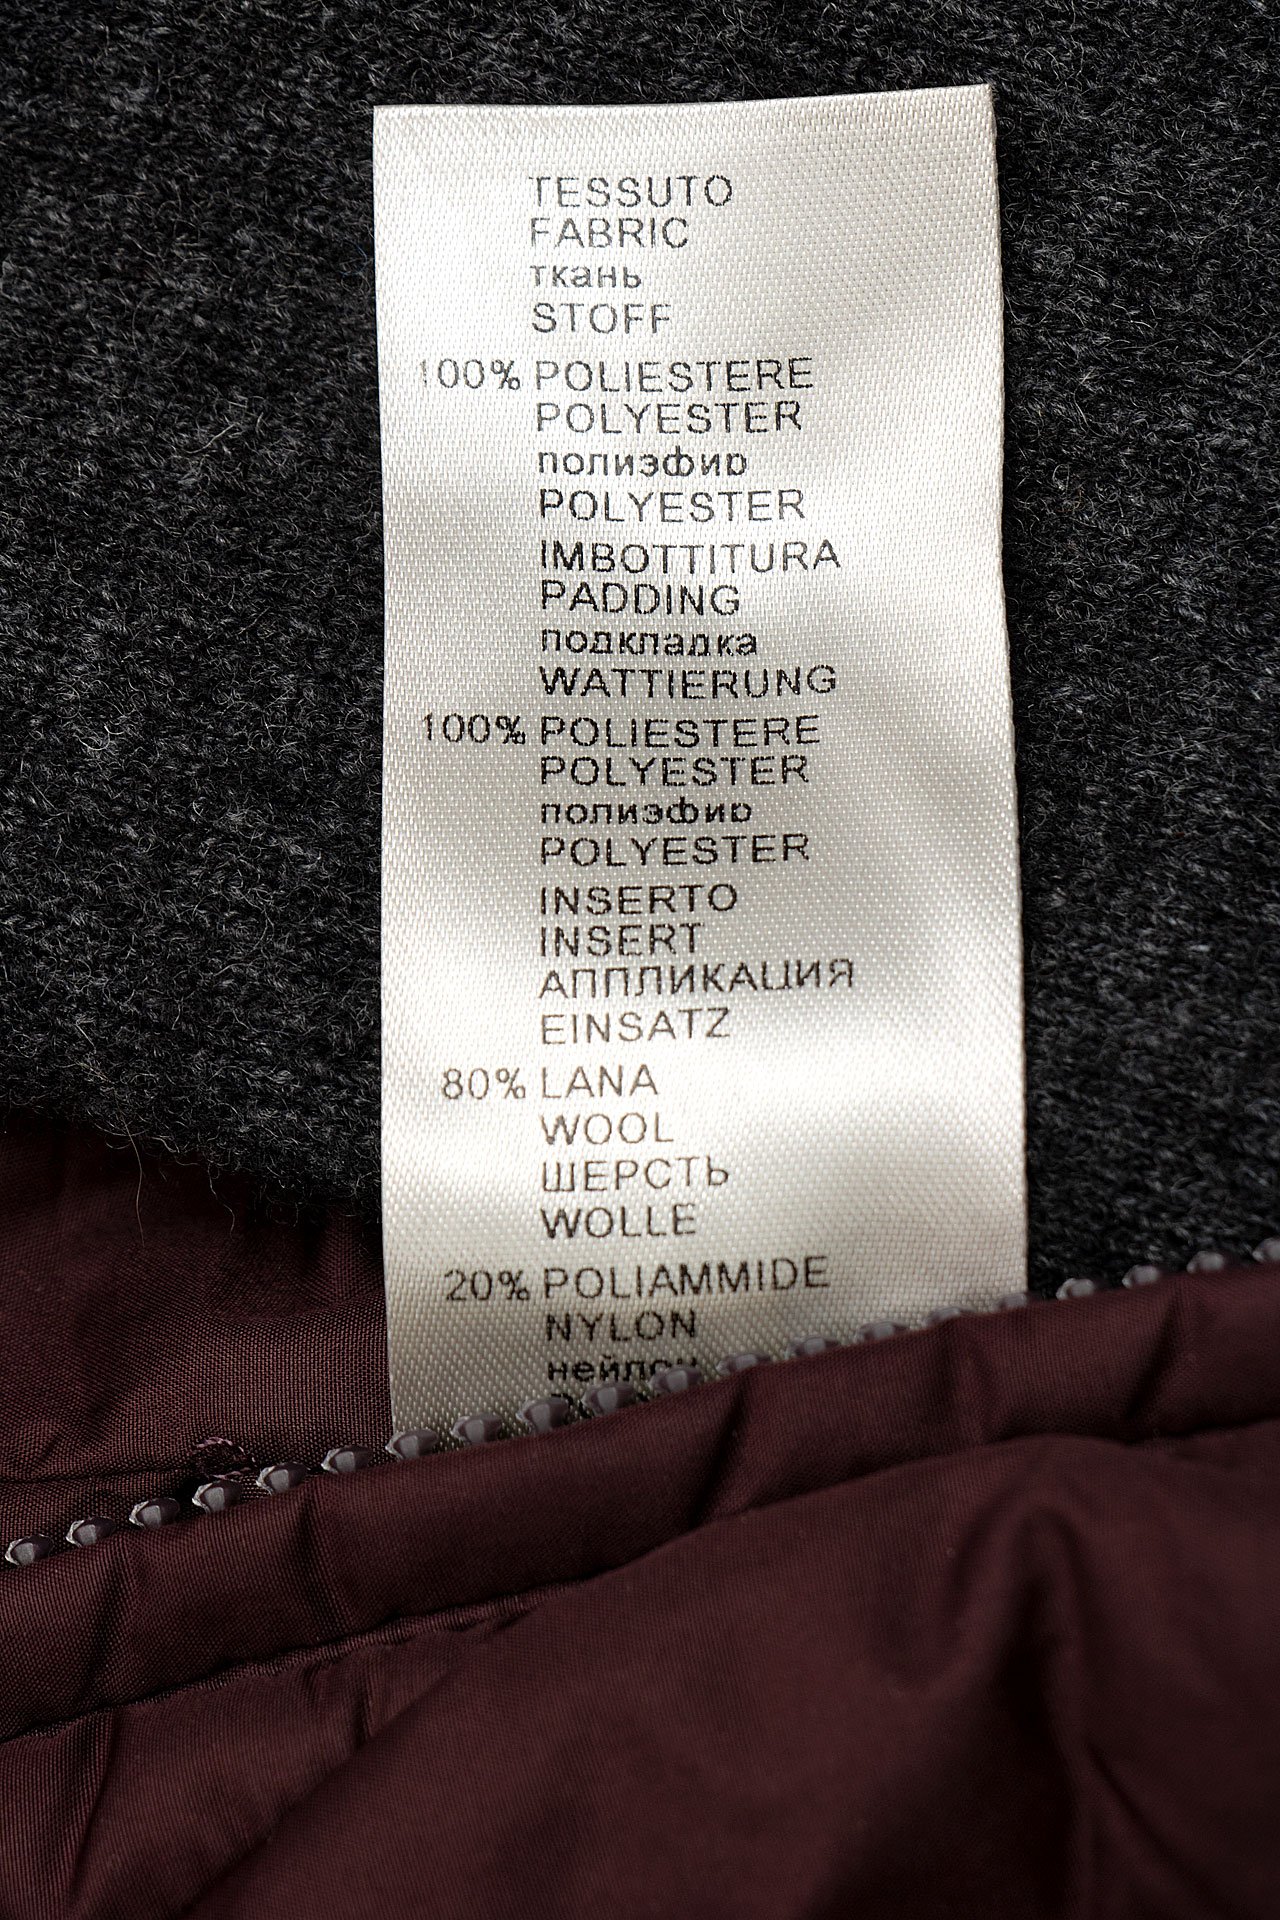 TESSUTO
FABRIC
ткань
STOFF
100% POLIESTERE
POLYESTER
полиэфир
POLYESTER
IMBOTTITURA
PADDING
подкладка
WATTIERUNG
100% POLIESTERE
POLYESTER
полиэфир
POLYESTER
INSERTO
INSERT
АППЛИКАЦИЯ
EINSATZ
80% LANA
WOOL
ШЕРСТЬ
WOLLE
20% POLIAMMIDE
NYLON
нейлон